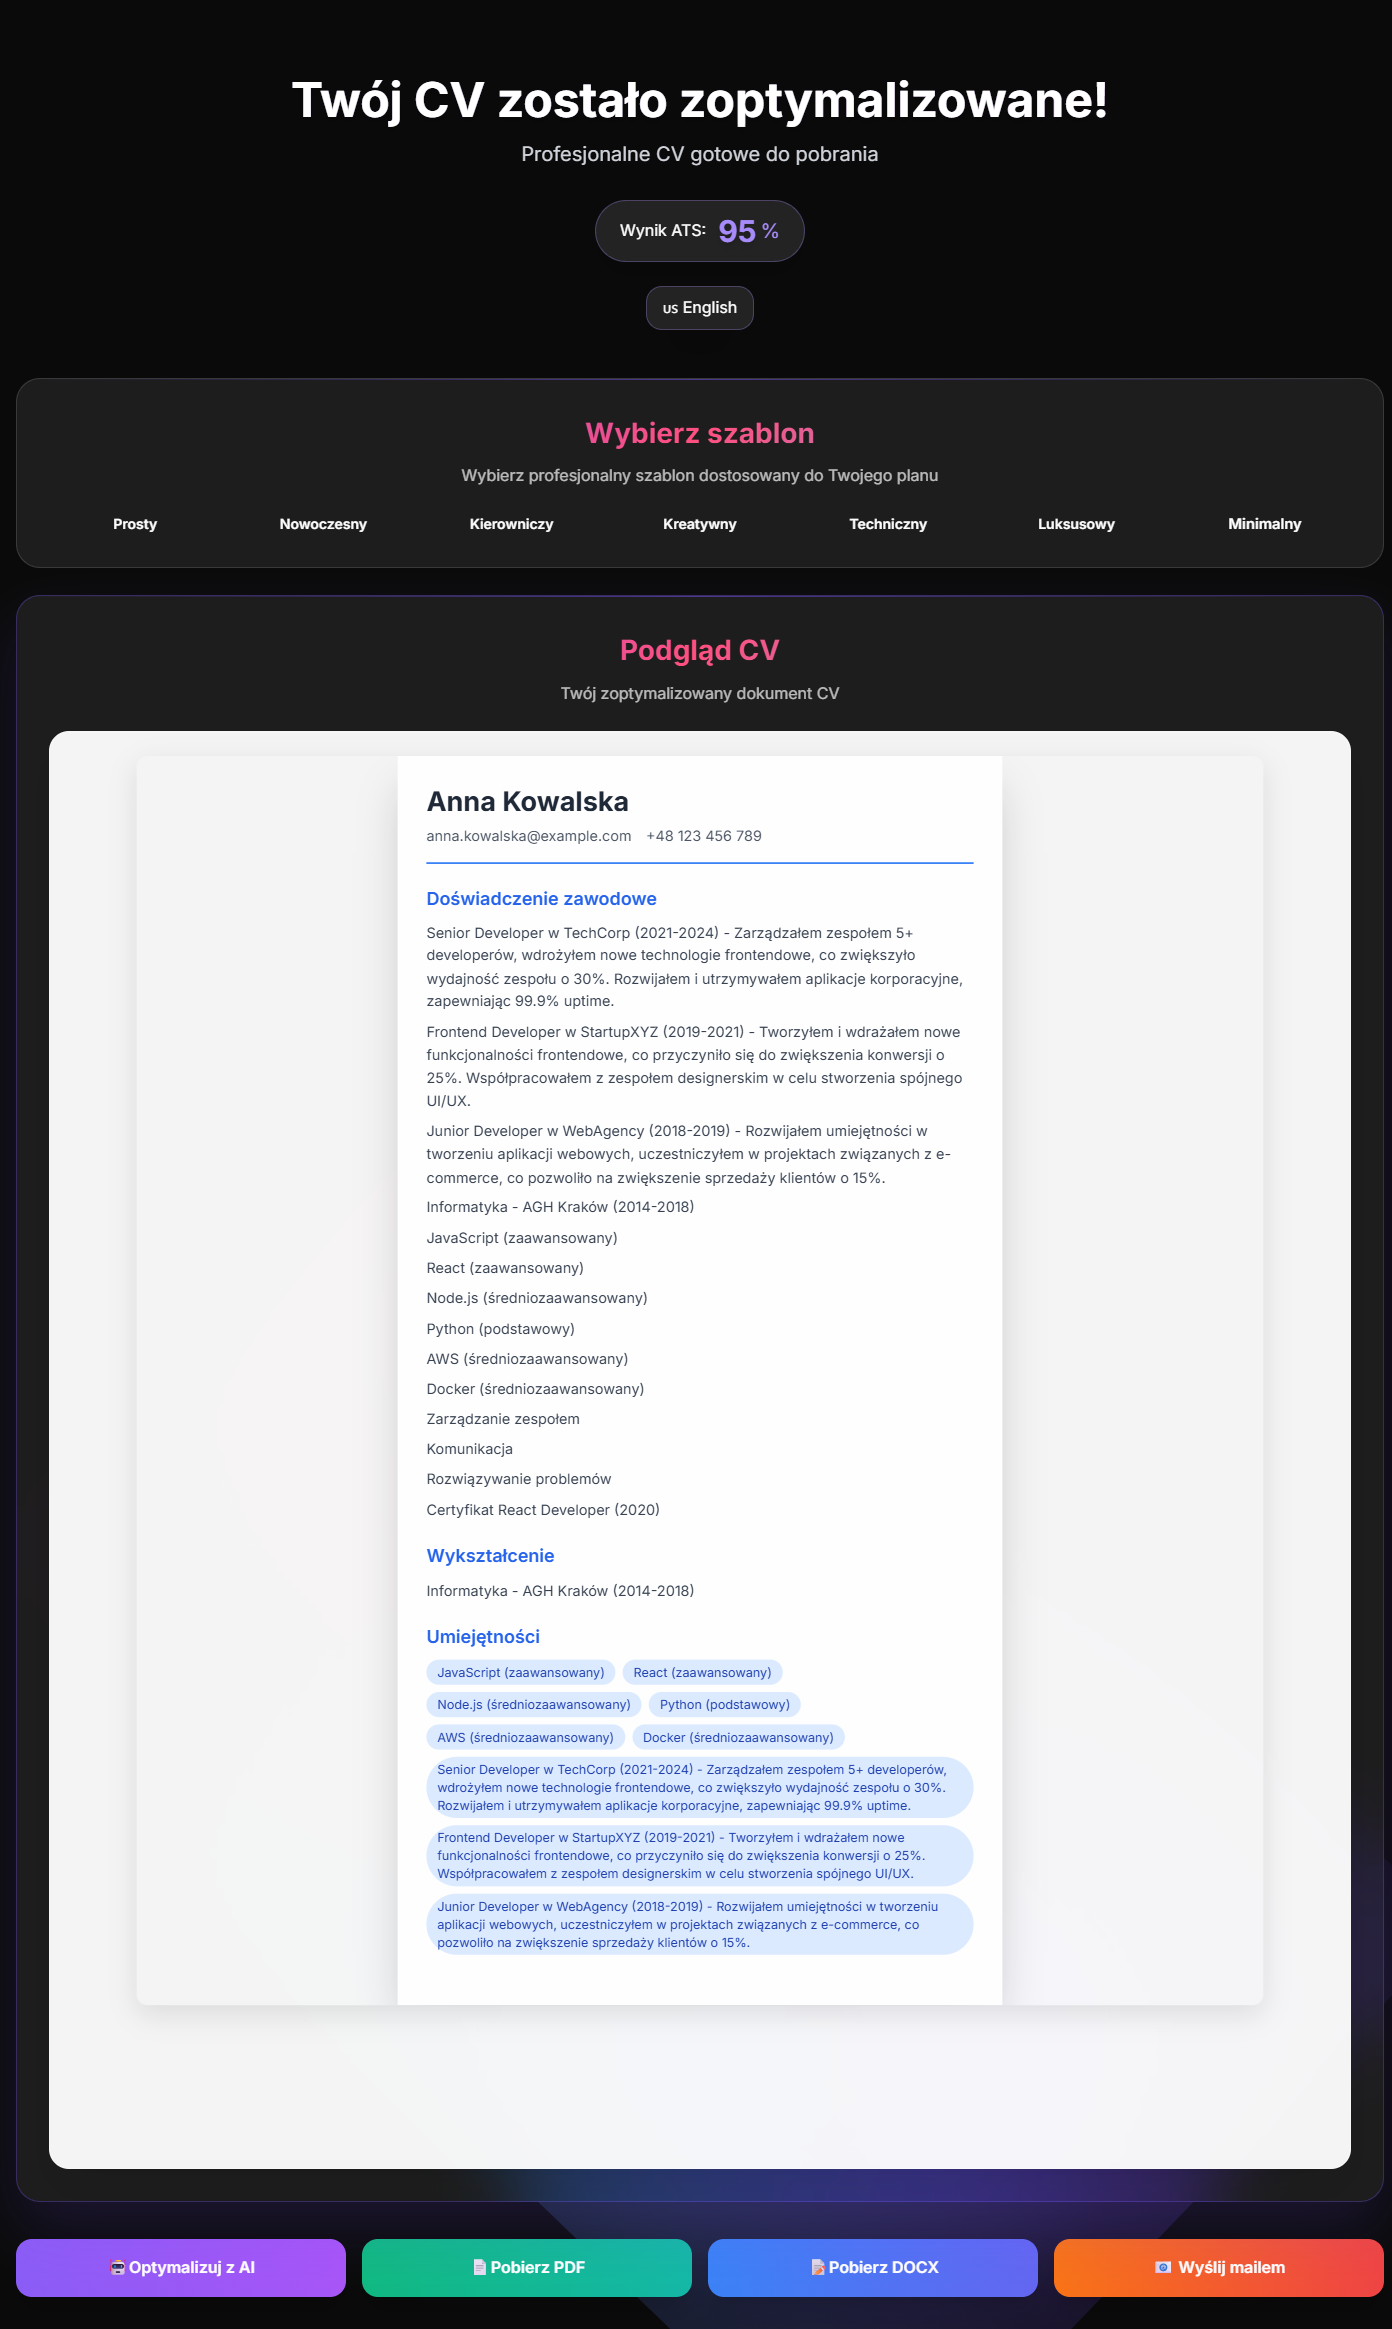 Twój CV zostało zoptymalizowane!
Profesjonalne CV gotowe do pobrania
Wynik ATS: 95 %
us English
Wybierz szablon
Wybierz profesjonalny szablon dostosowany do Twojego planu
Prosty Nowoczesny Kierowniczy Kreatywny Techniczny Luksusowy Minimalny
Podgląd CV
Twój zoptymalizowany dokument CV
Anna Kowalska
anna.kowalska@example.com +48 123 456 789
Doświadczenie zawodowe
Senior Developer w TechCorp (2021-2024) - Zarządzałem zespołem 5+
developerów, wdrożyłem nowe technologie frontendowe, co zwiększyło
wydajność zespołu o 30%. Rozwijałem i utrzymywałem aplikacje korporacyjne,
zapewniając 99.9% uptime.
Frontend Developer w StartupXYZ (2019-2021) - Tworzyłem i wdrażałem nowe
funkcjonalności frontendowe, co przyczyniło się do zwiększenia konwersji o
25%. Współpracowałem z zespołem designerskim w celu stworzenia spójnego
UI/UX.
Junior Developer w WebAgency (2018-2019) - Rozwijałem umiejętności w
tworzeniu aplikacji webowych, uczestniczyłem w projektach związanych z e-
commerce, co pozwoliło na zwiększenie sprzedaży klientów o 15%.
Informatyka - AGH Kraków (2014-2018)
JavaScript (zaawansowany)
React (zaawansowany)
Node.js (średniozaawansowany)
Python (podstawowy)
AWS (średniozaawansowany)
Docker (średniozaawansowany)
Zarządzanie zespołem
Komunikacja
Rozwiązywanie problemów
Certyfikat React Developer (2020)
Wykształcenie
Informatyka - AGH Kraków (2014-2018)
Umiejętności
JavaScript (zaawansowany) React (zaawansowany)
Node.js (średniozaawansowany) Python (podstawowy)
AWS (średniozaawansowany) Docker (średniozaawansowany)
Senior Developer w TechCorp (2021-2024) - Zarządzałem zespołem 5+ developerów,
wdrożyłem nowe technologie frontendowe, co zwiększyło wydajność zespołu o 30%.
Rozwijałem i utrzymywałem aplikacje korporacyjne, zapewniając 99.9% uptime.
Frontend Developer w StartupXYZ (2019-2021) - Tworzyłem i wdrażałem nowe
funkcjonalności frontendowe, co przyczyniło się do zwiększenia konwersji o 25%.
Współpracowałem z zespołem designerskim w celu stworzenia spójnego UI/UX.
Junior Developer w WebAgency (2018-2019) - Rozwijałem umiejętności w tworzeniu
aplikacji webowych, uczestniczyłem w projektach związanych z e-commerce, co
pozwoliło na zwiększenie sprzedaży klientów o 15%.
Optymalizuj z AI Pobierz PDF Pobierz DOCX Wyślij mailem